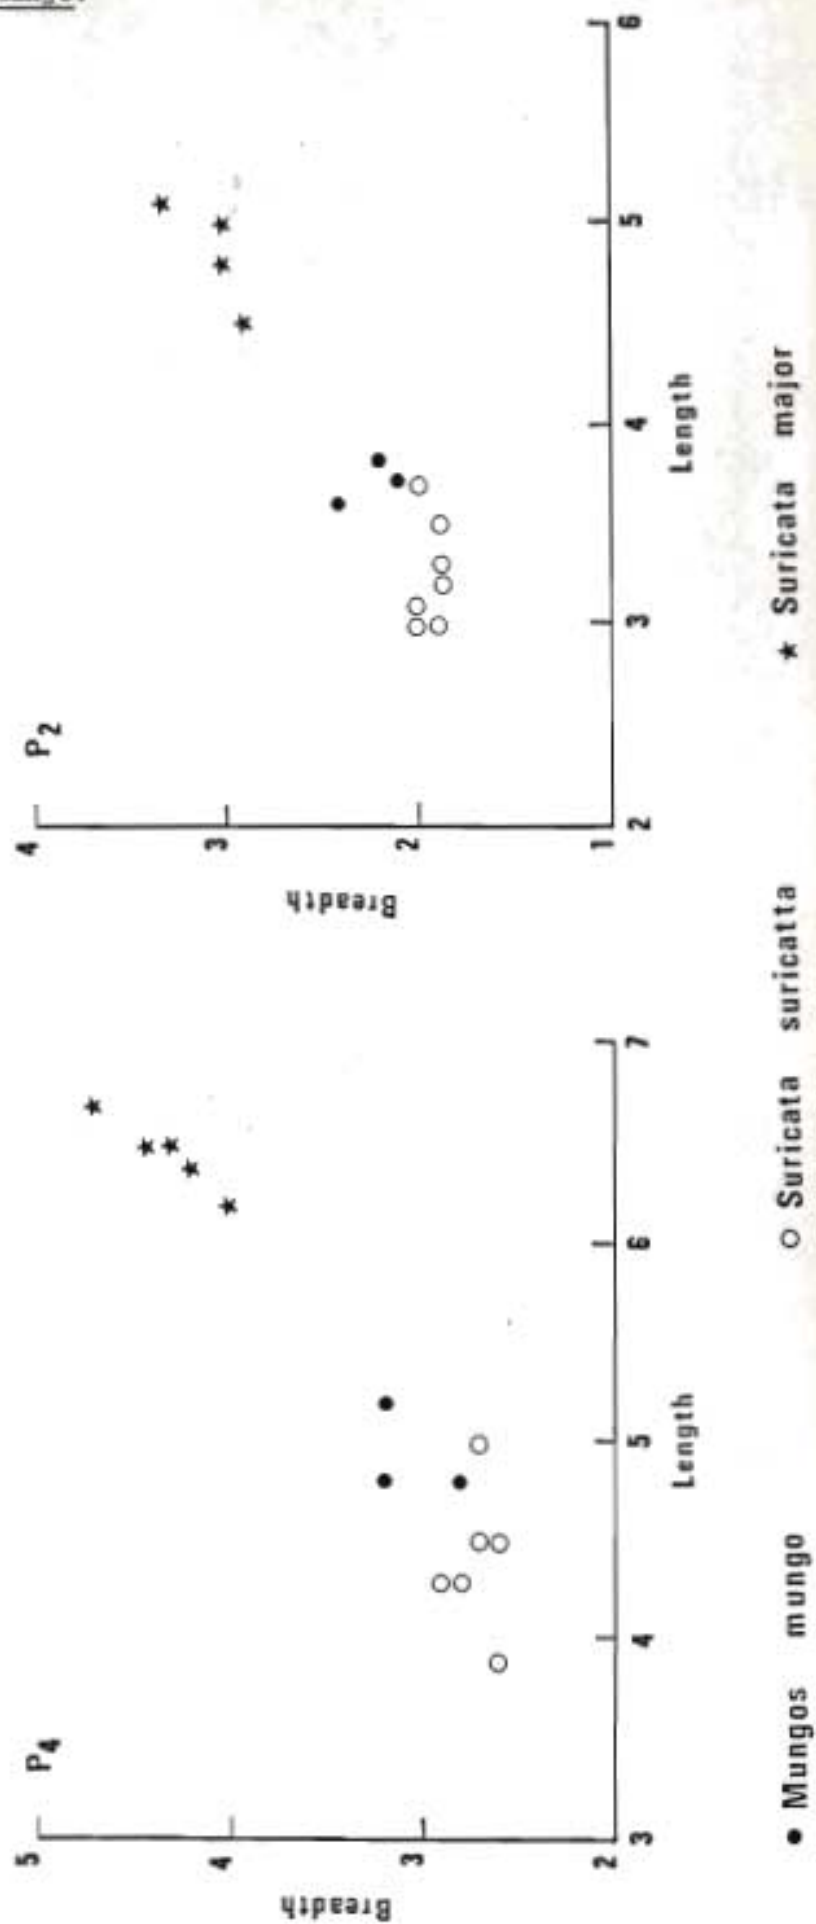 P4
5
4
3
2
Breadth
3
4
5
6
7
Length
P2
4
3
2
1
Breadth
2
3
4
5
6
Length
● Mungos mungo
○ Suricata suricatta
★ Suricata major